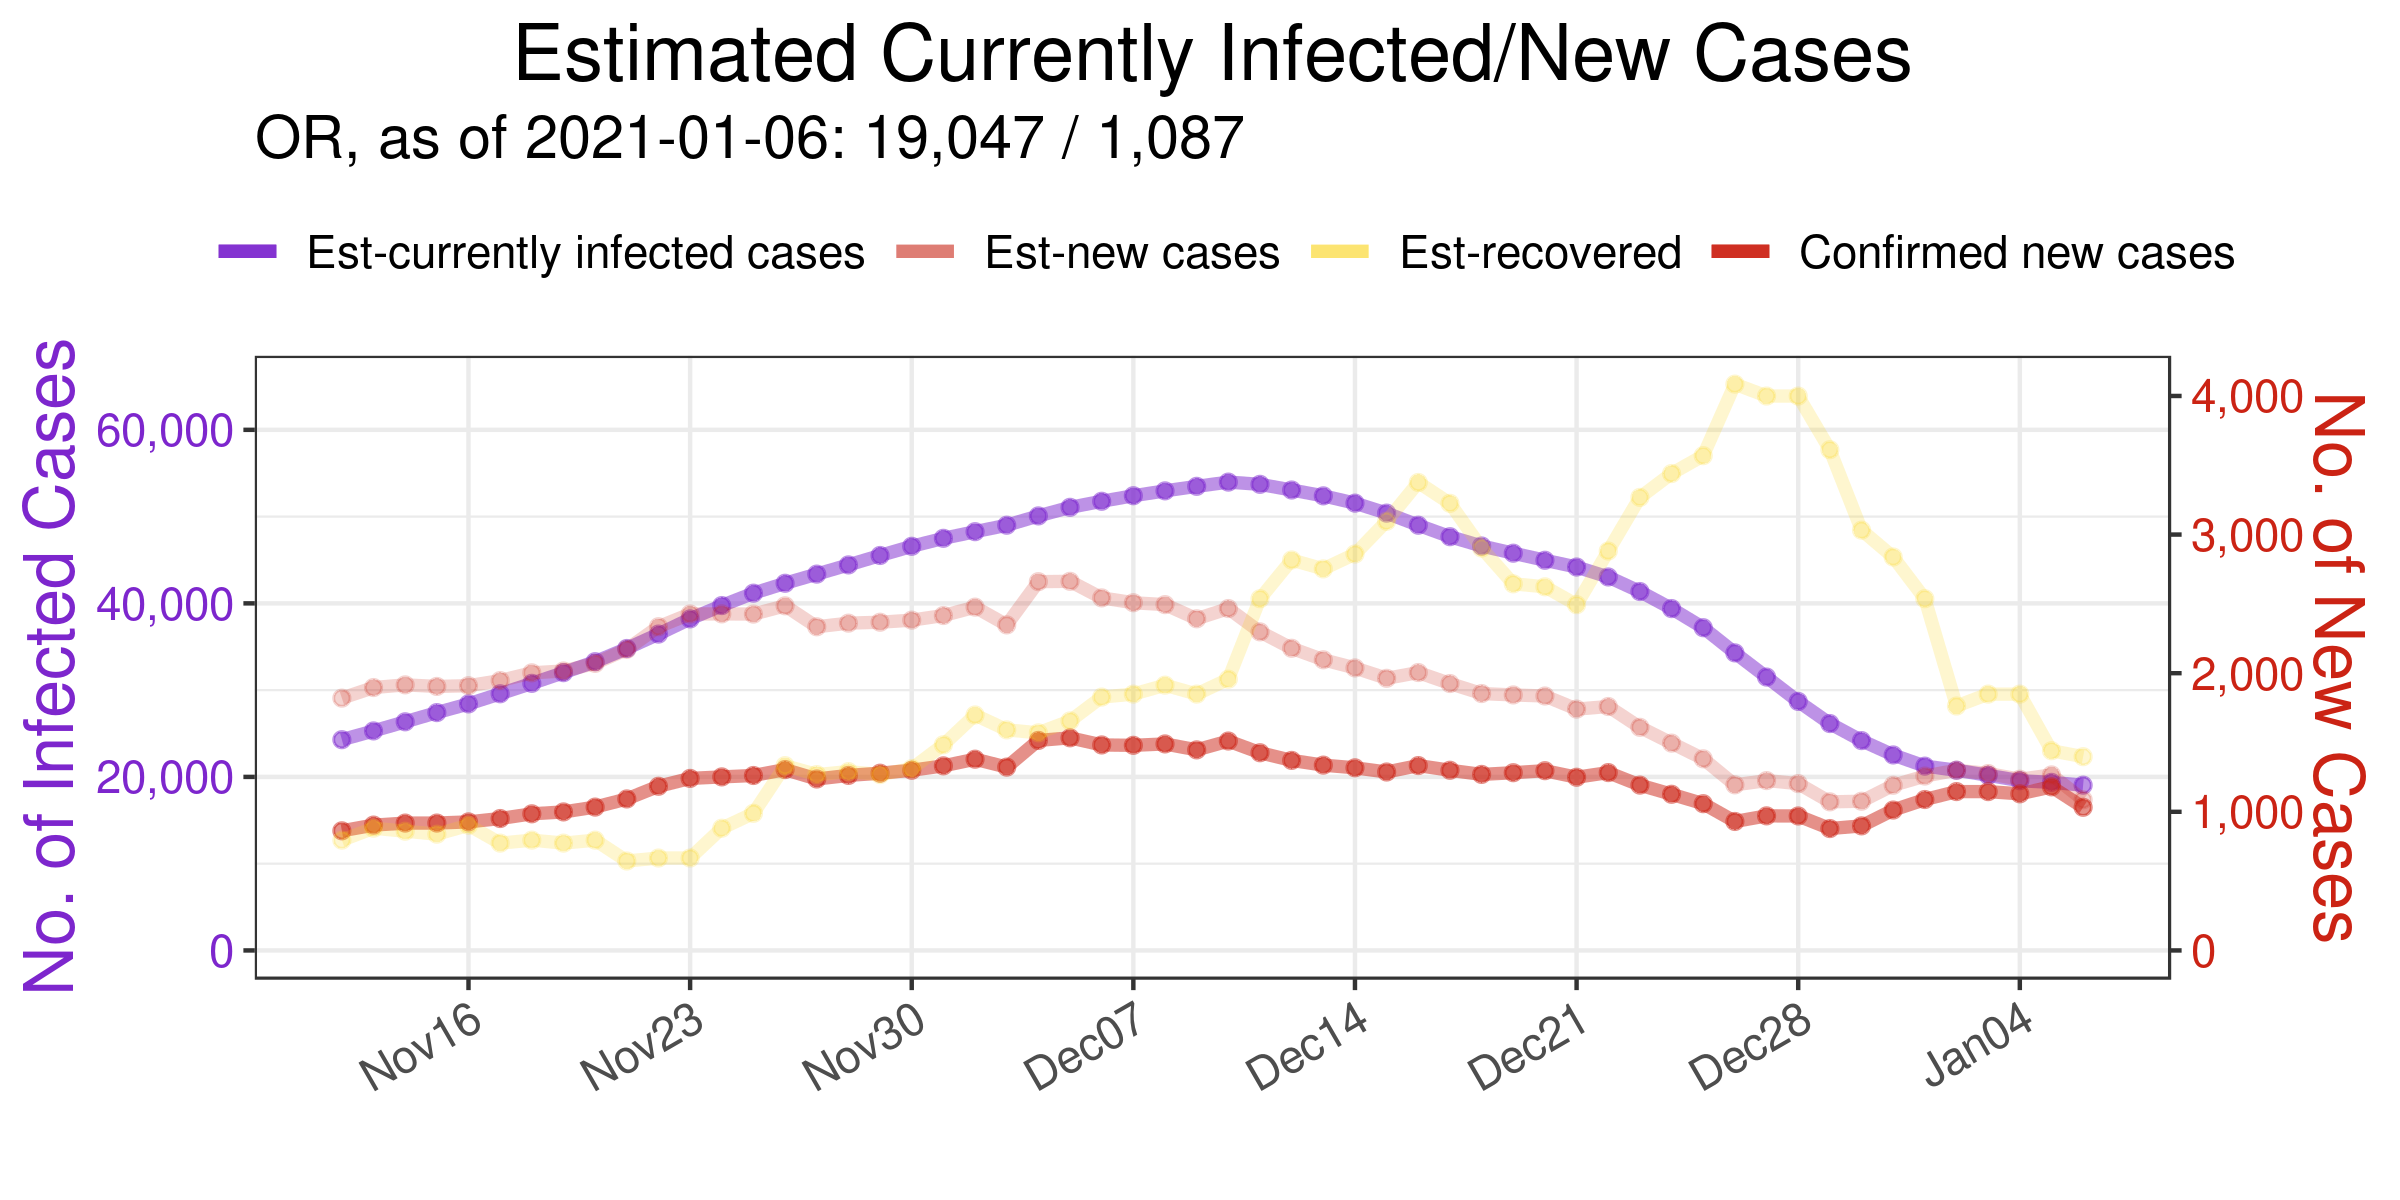 Estimated Currently Infected/New Cases
OR, as of 2021-01-06: 19,047 / 1,087
Est-currently infected cases Est-new cases Est-recovered Confirmed new cases
No. of Infected Cases
60,000
40,000
20,000
0
4,000
3,000
2,000
1,000
0
No. of New Cases
Nov16 Nov23 Nov30 Dec07 Dec14 Dec21 Dec28 Jan04